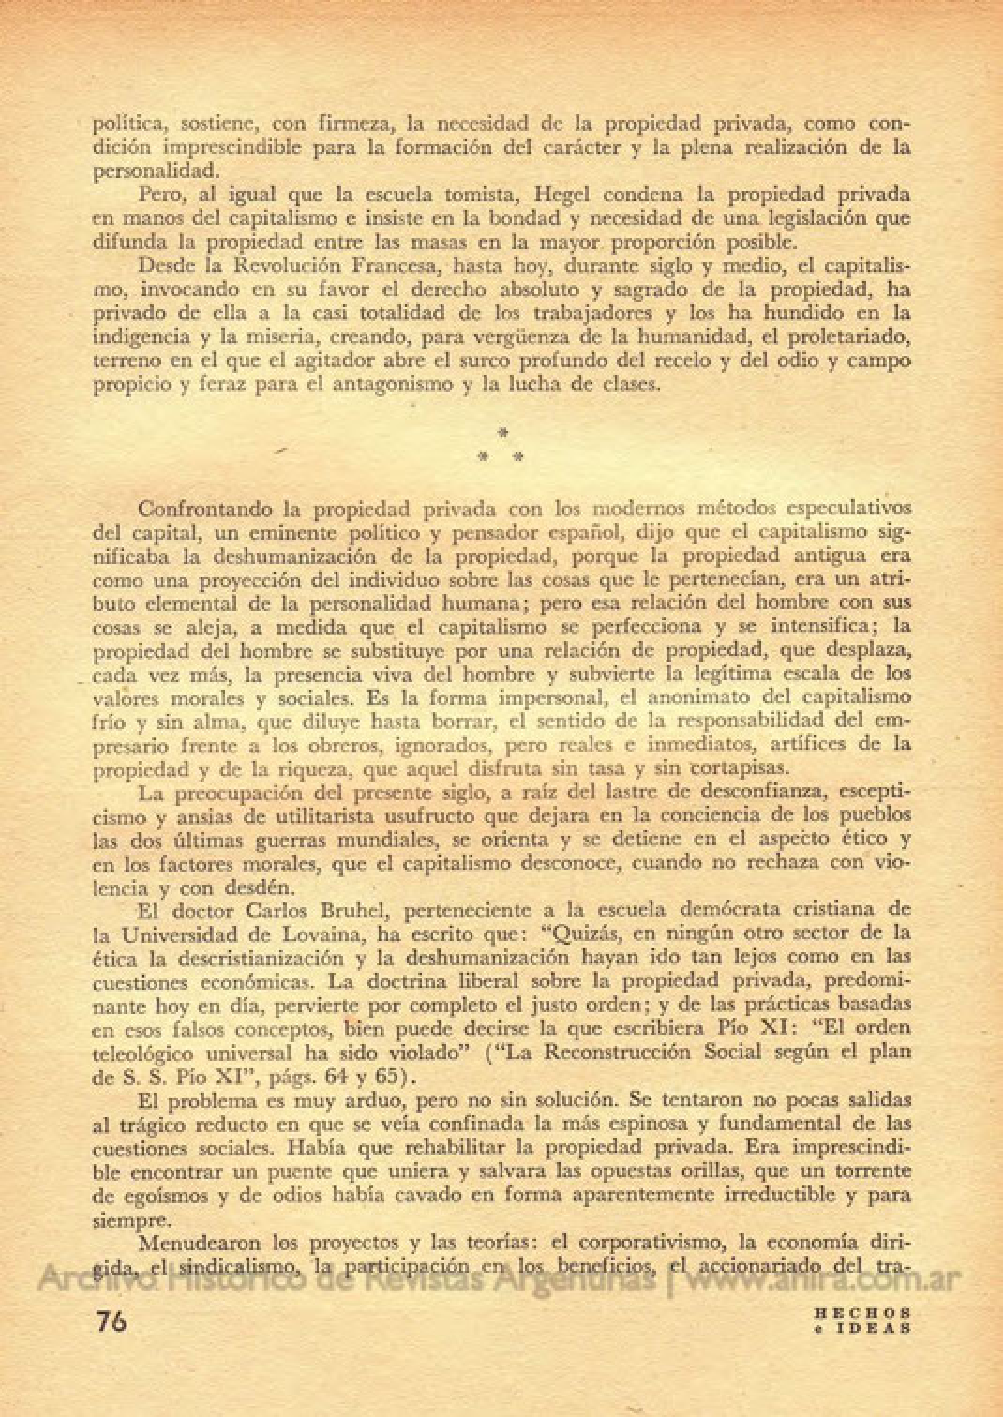 política, sostiene, con firmeza, la necesidad de la propiedad privada, como con-
dición imprescindible para la formación del carácter y la plena realización de la
personalidad.
Pero, al igual que la escuela tomista, Hegel condena la propiedad privada
en manos del capitalismo e insiste en la bondad y necesidad de una legislación que
difunda la propiedad entre las masas en la mayor proporción posible.
Desde la Revolución Francesa, hasta hoy, durante siglo y medio, el capitalis-
mo, invocando en su favor el derecho absoluto y sagrado de la propiedad, ha
privado de ella a la casi totalidad de los trabajadores y los ha hundido en la
indigencia y la miseria, creando, para vergüenza de la humanidad, el proletariado,
terreno en el que el agitador abre el surco profundo del recelo y del odio y campo
propicio y feraz para el antagonismo y la lucha de clases.
*
* *
Confrontando la propiedad privada con los modernos métodos especulativos
del capital, un eminente político y pensador español, dijo que el capitalismo sig-
nificaba la deshumanización de la propiedad, porque la propiedad antigua era
como una proyección del individuo sobre las cosas que le pertenecían, era un atri-
buto elemental de la personalidad humana; pero esa relación del hombre con sus
cosas se aleja, a medida que el capitalismo se perfecciona y se intensifica; la
propiedad del hombre se substituye por una relación de propiedad, que desplaza,
cada vez más, la presencia viva del hombre y subvierte la legítima escala de los
valores morales y sociales. Es la forma impersonal, el anonimato del capitalismo
frío y sin alma, que diluye hasta borrar, el sentido de la responsabilidad del em-
presario frente a los obreros, ignorados, pero reales e inmediatos, artífices de la
propiedad y de la riqueza, que aquel disfruta sin tasa y sin cortapisas.
La preocupación del presente siglo, a raíz del lastre de desconfianza, escepti-
cismo y ansias de utilitarista usufructo que dejara en la conciencia de los pueblos
las dos últimas guerras mundiales, se orienta y se detiene en el aspecto ético y
en los factores morales, que el capitalismo desconoce, cuando no rechaza con vio-
lencia y con desdén.
El doctor Carlos Bruhel, perteneciente a la escuela demócrata cristiana de
la Universidad de Lovaina, ha escrito que: "Quizás, en ningún otro sector de la
ética la descristianización y la deshumanización hayan ido tan lejos como en las
cuestiones económicas. La doctrina liberal sobre la propiedad privada, predomi-
nante hoy en día, pervierte por completo el justo orden; y de las prácticas basadas
en esos falsos conceptos, bien puede decirse la que escribiera Pío XI: "El orden
teleológico universal ha sido violado" ("La Reconstrucción Social según el plan
de S. S. Pío XI", págs. 64 y 65).
El problema es muy arduo, pero no sin solución. Se tentaron no pocas salidas
al trágico reducto en que se veía confinada la más espinosa y fundamental de las
cuestiones sociales. Había que rehabilitar la propiedad privada. Era imprescindi-
ble encontrar un puente que uniera y salvara las opuestas orillas, que un torrente
de egoísmos y de odios había cavado en forma aparentemente irreductible y para
siempre.
Menudearon los proyectos y las teorías: el corporativismo, la economía diri-
gida, el sindicalismo, la participación en los beneficios, el accionariado del tra-
Archivo Histórico de Revistas Argentinas | www.ahira.com.ar
76
HECHOS
e IDEAS